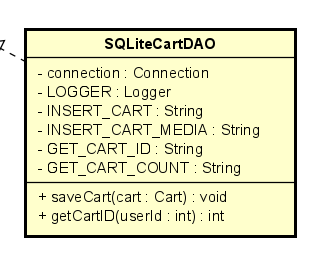 SQLiteCartDAO
- connection : Connection
- LOGGER : Logger
- INSERT_CART : String
- INSERT_CART_MEDIA : String
- GET_CART_ID : String
- GET_CART_COUNT : String
+ saveCart(cart : Cart) : void
+ getCartID(userId : int) : int